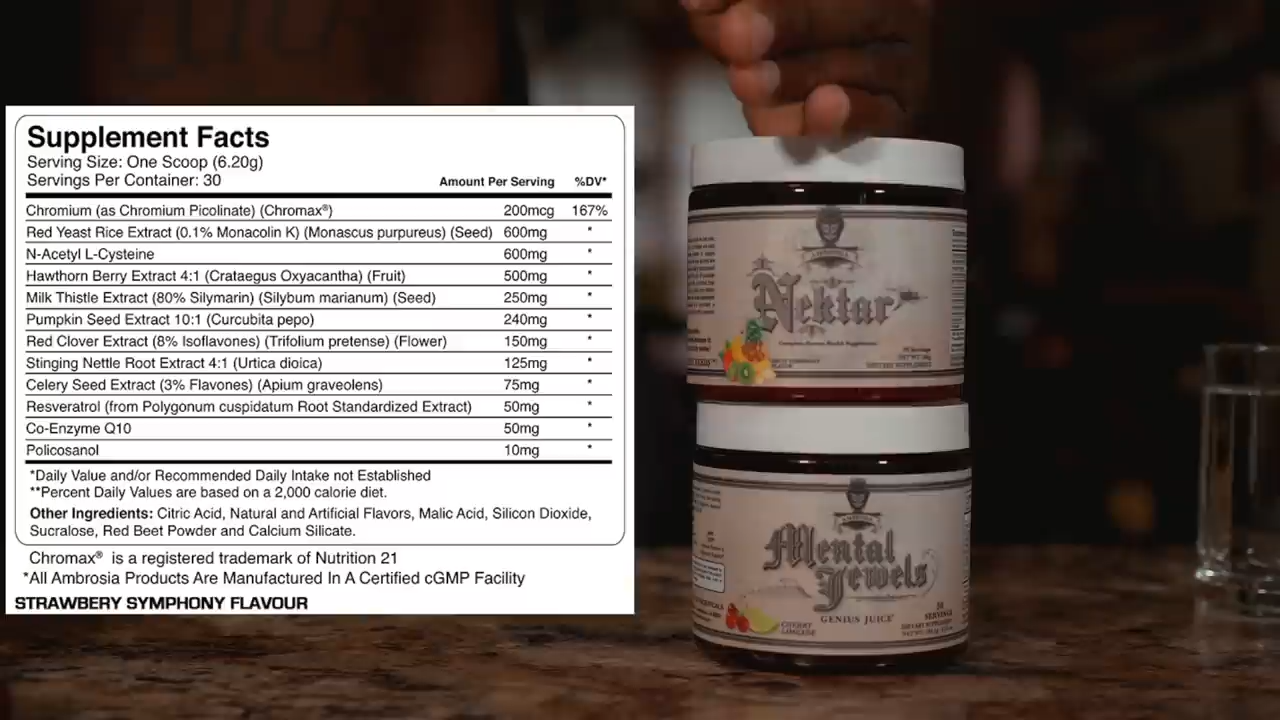 Supplement Facts
Serving Size: One Scoop (6.20g)
Servings Per Container: 30
Amount Per Serving %DV*
Chromium (as Chromium Picolinate) (Chromax®) 200mcg 167%
Red Yeast Rice Extract (0.1% Monacolin K) (Monascus purpureus) (Seed) 600mg *
N-Acetyl L-Cysteine 600mg *
Hawthorn Berry Extract 4:1 (Crataegus Oxyacantha) (Fruit) 500mg *
Milk Thistle Extract (80% Silymarin) (Silybum marianum) (Seed) 250mg *
Pumpkin Seed Extract 10:1 (Curcubita pepo) 240mg *
Red Clover Extract (8% Isoflavones) (Trifolium pretense) (Flower) 150mg *
Stinging Nettle Root Extract 4:1 (Urtica dioica) 125mg *
Celery Seed Extract (3% Flavones) (Apium graveolens) 75mg *
Resveratrol (from Polygonum cuspidatum Root Standardized Extract) 50mg *
Co-Enzyme Q10 50mg *
Policosanol 10mg *
*Daily Value and/or Recommended Daily Intake not Established
**Percent Daily Values are based on a 2,000 calorie diet.
Other Ingredients: Citric Acid, Natural and Artificial Flavors, Malic Acid, Silicon Dioxide,
Sucralose, Red Beet Powder and Calcium Silicate.
Chromax® is a registered trademark of Nutrition 21
*All Ambrosia Products Are Manufactured In A Certified cGMP Facility
STRAWBERY SYMPHONY FLAVOUR
AMBROSIA
Nektar
Mental
Jewels
GENIUS JUICE
CHERRY
LIMEADE
30
SERVINGS